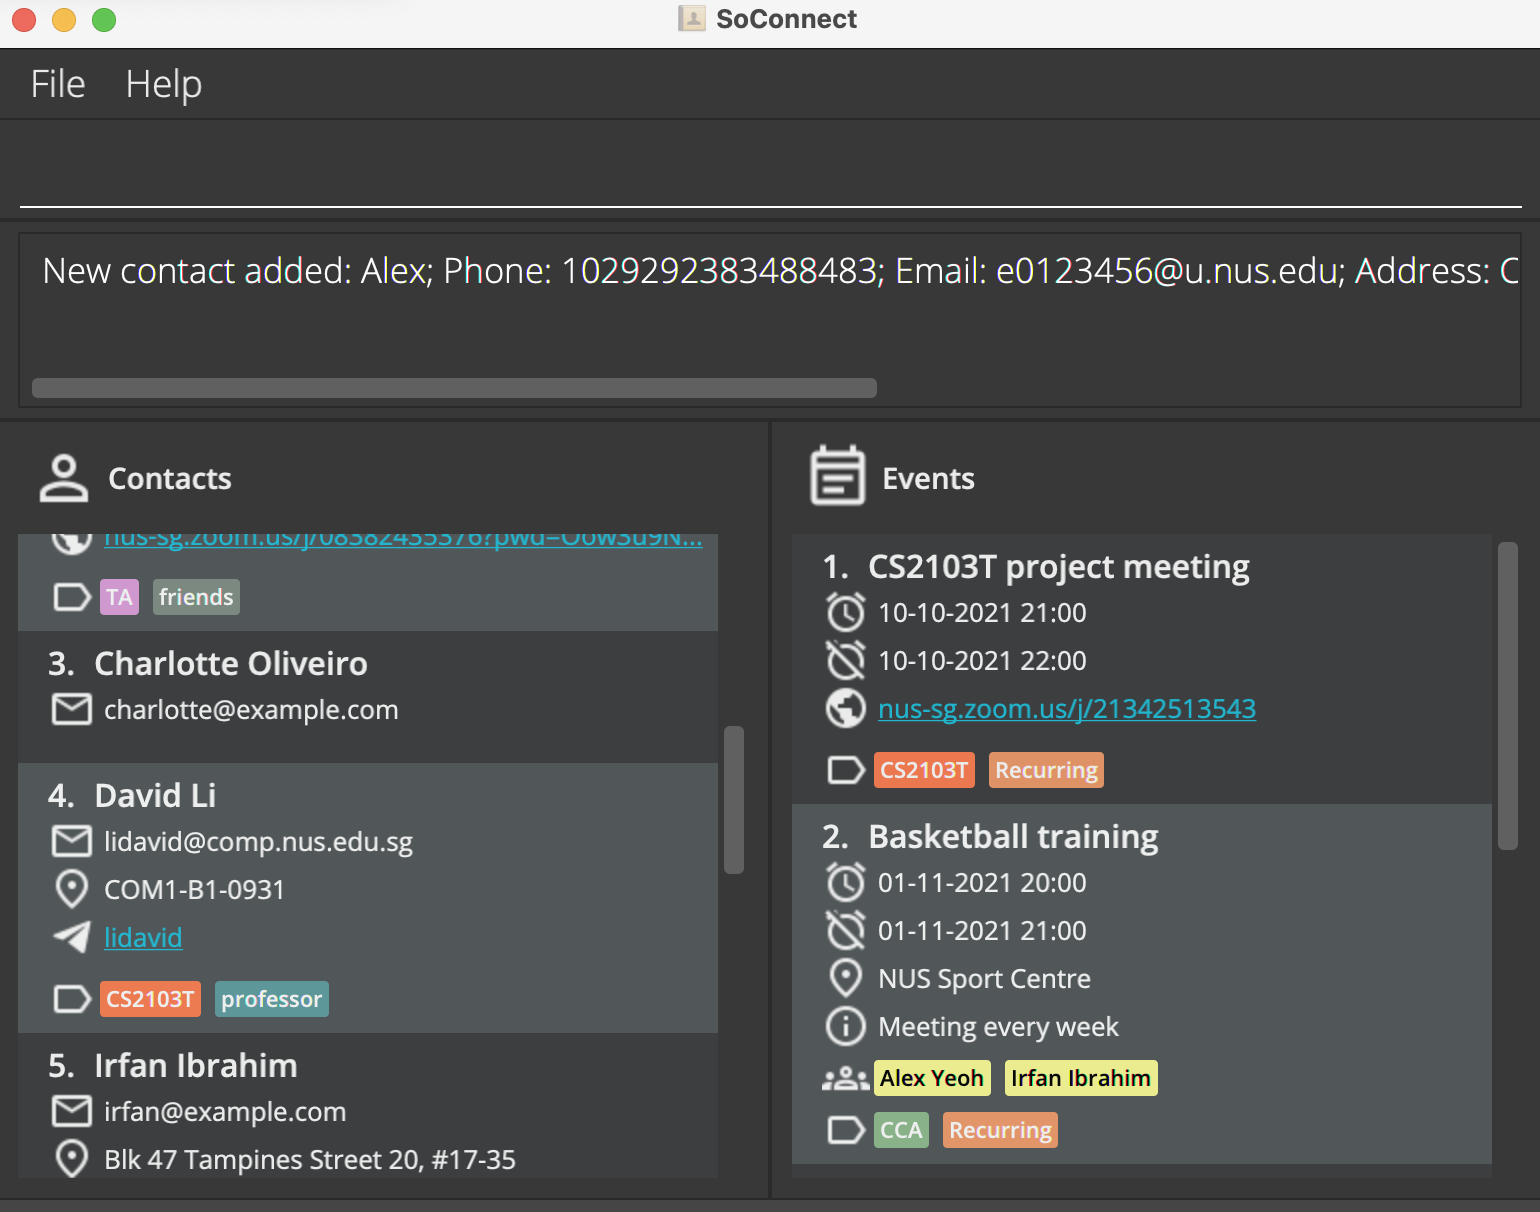 SoConnect
File Help
New contact added: Alex; Phone: 1029292383488483; Email: e0123456@u.nus.edu; Address: C
Contacts
TA friends
3. Charlotte Oliveiro
charlotte@example.com
4. David Li
lidavid@comp.nus.edu.sg
COM1-B1-0931
lidavid
CS2103T professor
5. Irfan Ibrahim
irfan@example.com
Blk 47 Tampines Street 20, #17-35
Events
1. CS2103T project meeting
10-10-2021 21:00
10-10-2021 22:00
nus-sg.zoom.us/j/21342513543
CS2103T Recurring
2. Basketball training
01-11-2021 20:00
01-11-2021 21:00
NUS Sport Centre
Meeting every week
Alex Yeoh Irfan Ibrahim
CCA Recurring